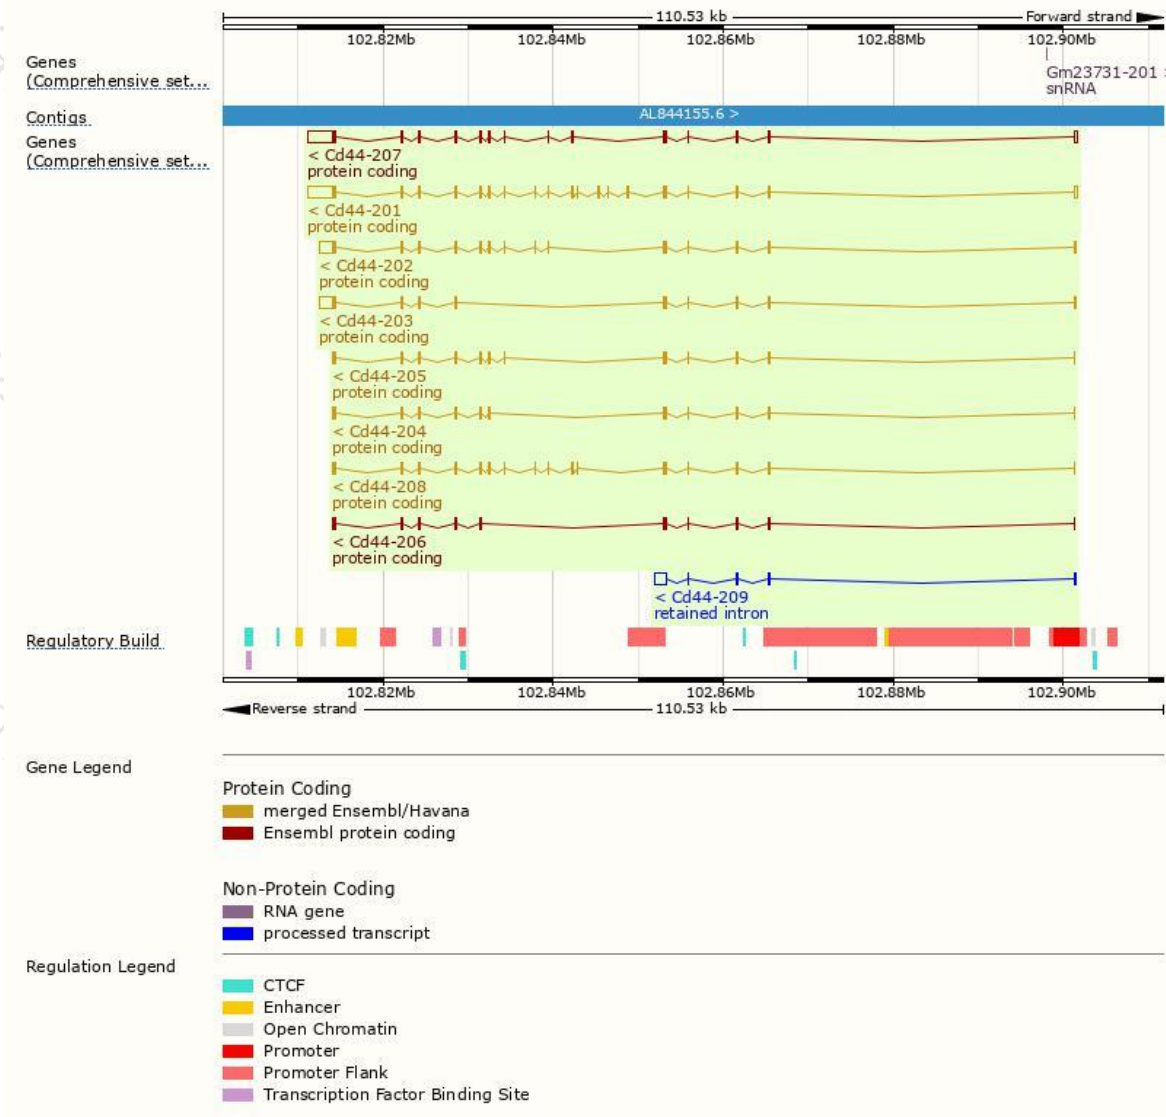 110.53 kb
Forward strand
102.82Mb 102.84Mb 102.86Mb 102.88Mb 102.90Mb
Genes
(Comprehensive set...
Gm23731-201 >
snRNA
Contigs
AL844155.6 >
Genes
(Comprehensive set...
< Cd44-207
protein coding
< Cd44-201
protein coding
< Cd44-202
protein coding
< Cd44-203
protein coding
< Cd44-205
protein coding
< Cd44-204
protein coding
< Cd44-208
protein coding
< Cd44-206
protein coding
< Cd44-209
retained intron
Regulatory Build
102.82Mb 102.84Mb 102.86Mb 102.88Mb 102.90Mb
Reverse strand
110.53 kb
Gene Legend
Protein Coding
merged Ensembl/Havana
Ensembl protein coding
Non-Protein Coding
RNA gene
processed transcript
Regulation Legend
CTCF
Enhancer
Open Chromatin
Promoter
Promoter Flank
Transcription Factor Binding Site